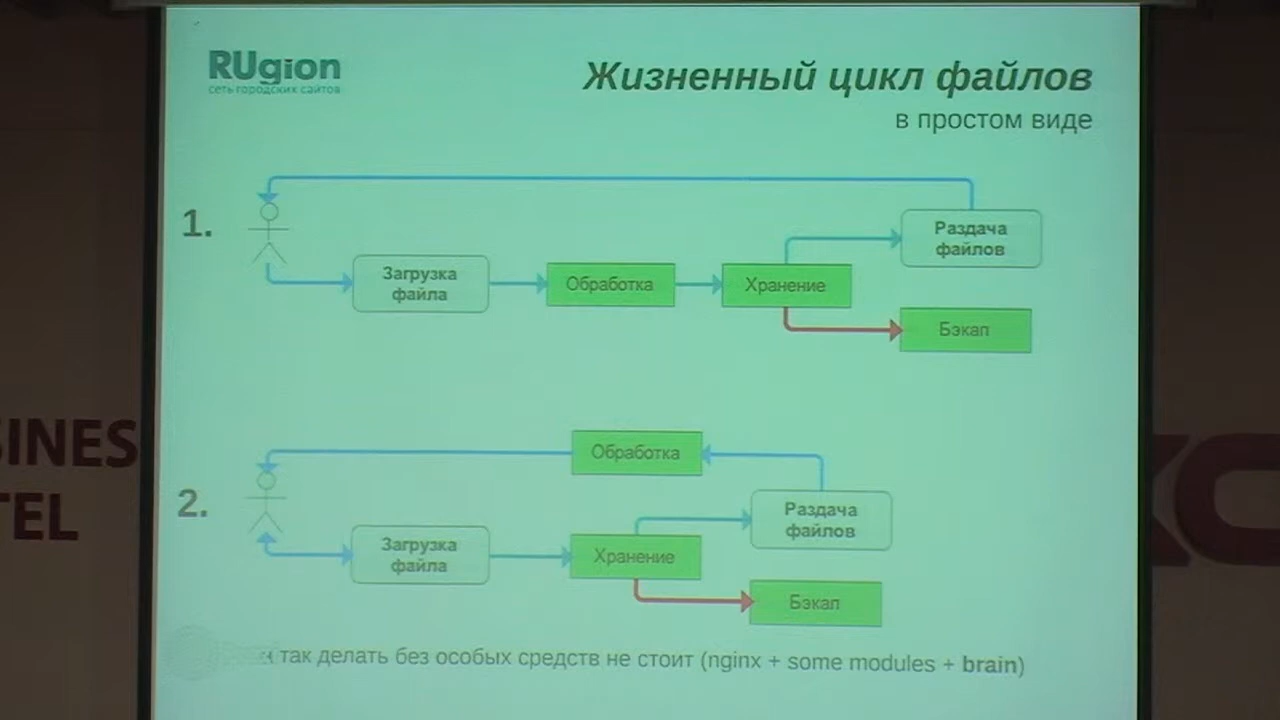 RUgion
сеть городских сайтов
Жизненный цикл файлов
в простом виде
1.
Загрузка
файла
Обработка
Хранение
Раздача
файлов
Бэкап
2.
Обработка
Загрузка
файла
Хранение
Раздача
файлов
Бэкап
так делать без особых средств не стоит (nginx + some modules + brain)
SINES
TEL